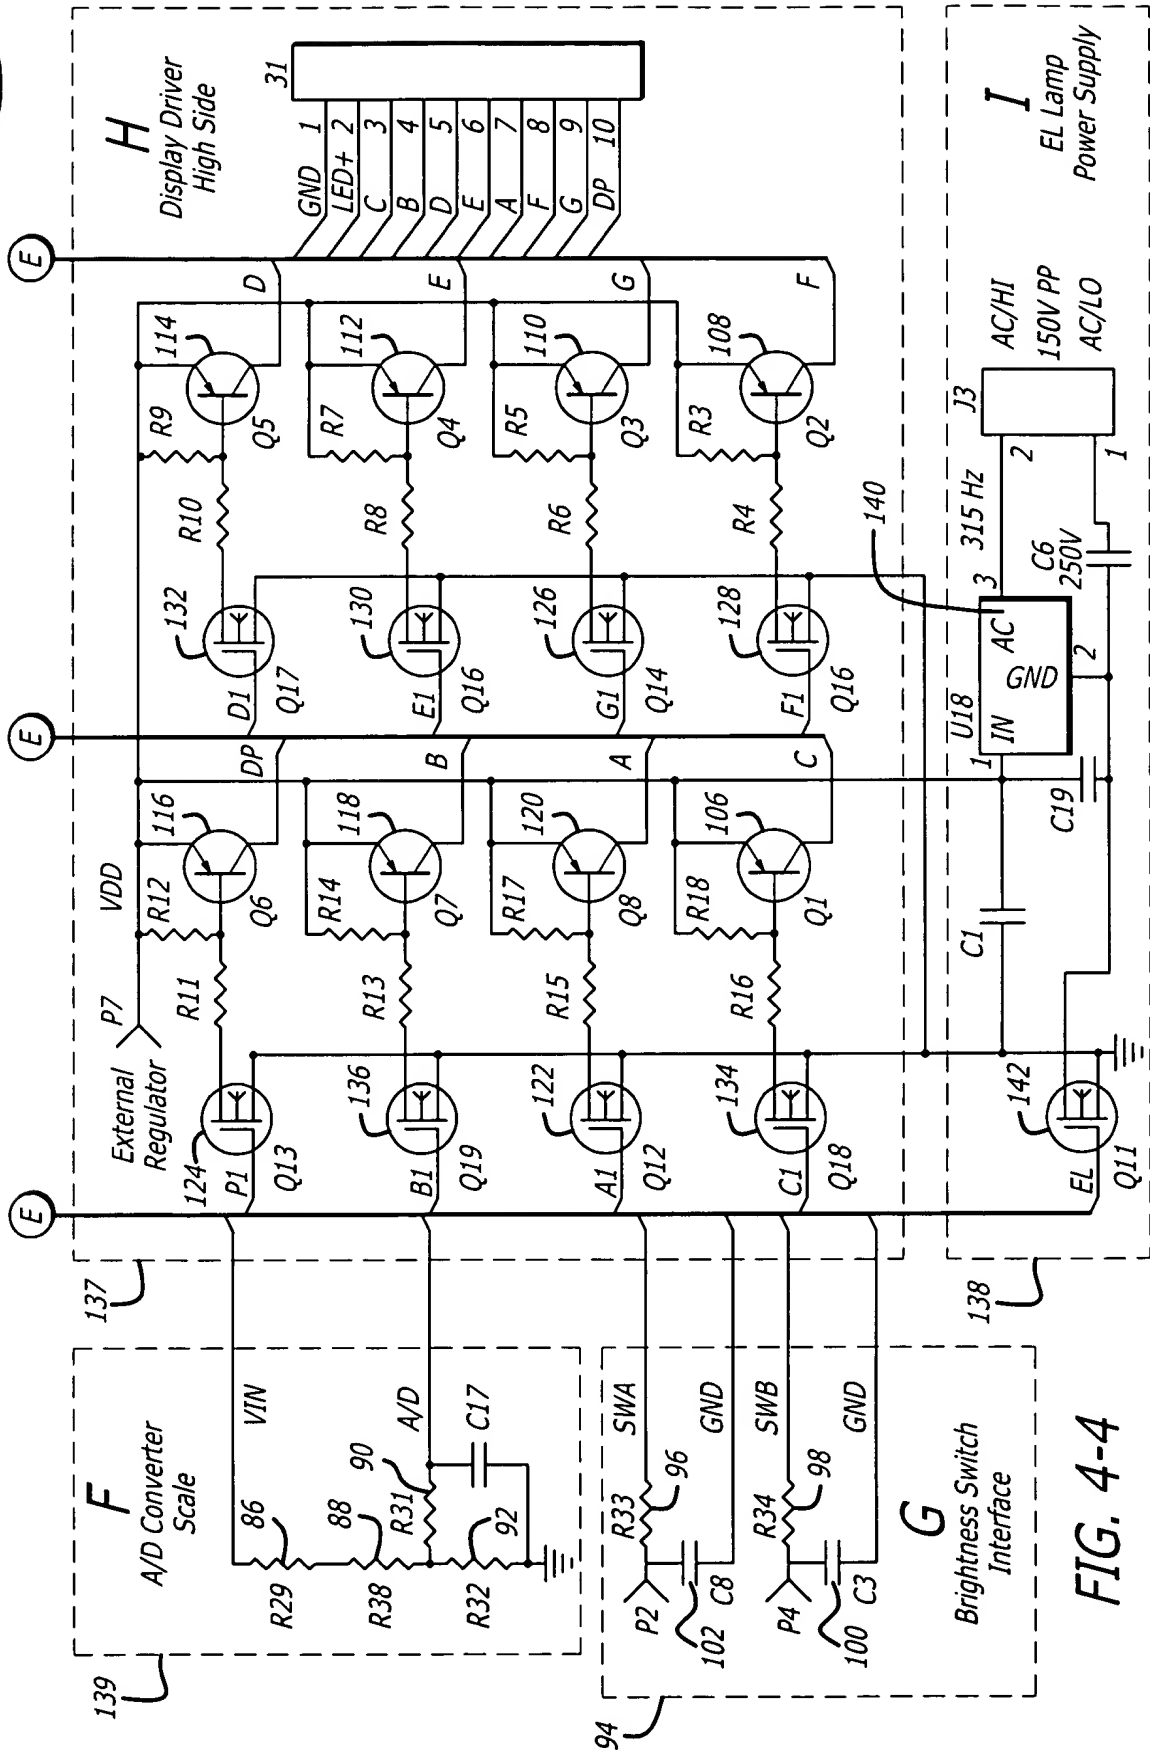 E
E
E
137
H
Display Driver
High Side
31
GND 1
LED+ 2
C 3
B 4
D 5
E 6
A 7
F 8
G 9
DP 10
External
Regulator
P7
VDD
124
P1
Q13
R11
R12
116
Q6
DP
132
D1
Q17
R10
R9
114
Q5
D
136
B1
Q19
R13
R14
118
Q7
B
130
E1
Q16
R8
R7
112
Q4
E
122
A1
Q12
R15
R17
120
Q8
A
126
G1
Q14
R6
R5
110
Q3
G
134
C1
Q18
R16
R18
106
Q1
C
128
F1
Q16
R4
R3
108
Q2
F
139
F
A/D Converter
Scale
VIN
86
R29
88
R38
90
R31
A/D
C17
92
R32
94
SWA
R33
96
P2
102
C8
GND
SWB
R34
98
P4
100
C3
GND
G
Brightness Switch
Interface
138
142
EL
Q11
C1
C19
U18
1
IN
AC
GND
2
3
140
315 Hz
C6
250V
J3
2
1
AC/HI
150V PP
AC/LO
I
EL Lamp
Power Supply
FIG. 4-4